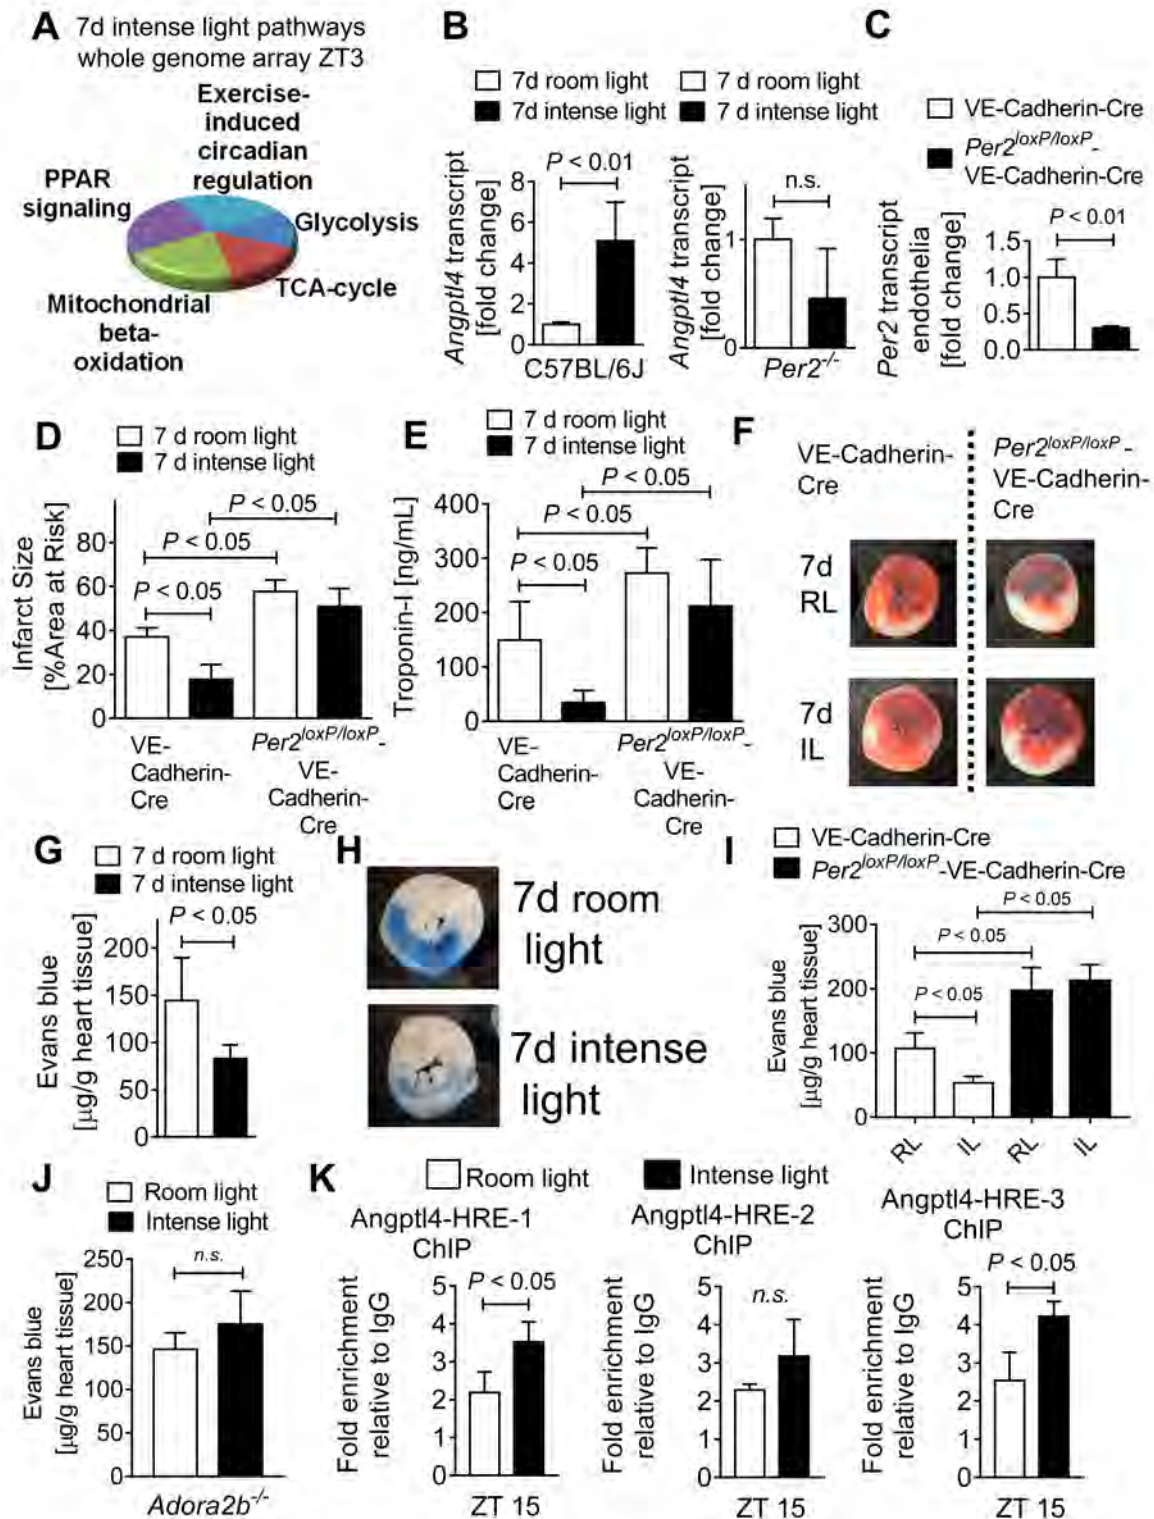 A 7d intense light pathways
whole genome array ZT3
Exercise-
induced
circadian
regulation
PPAR
signaling
Glycolysis
TCA-cycle
Mitochondrial
beta-
oxidation
B
7d room light
7d intense light
7 d room light
7 d intense light
Angptl4 transcript
[fold change]
P < 0.01
8
6
4
2
0
C57BL/6J
Angptl4 transcript
[fold change]
n.s.
1
0
Per2-/-
C
VE-Cadherin-Cre
Per2loxP/loxP-
VE-Cadherin-Cre
Per2 transcript
endothelia
[fold change]
P < 0.01
1.5
1.0
0.5
0.0
D
7 d room light
7 d intense light
Infarct Size
[%Area at Risk]
P < 0.05
P < 0.05
P < 0.05
80
60
40
20
0
VE-
Cadherin-
Cre
Per2loxP/loxP-
VE-
Cadherin-
Cre
E
7 d room light
7 d intense light
Troponin-I [ng/mL]
P < 0.05
P < 0.05
P < 0.05
400
300
200
100
0
VE-
Cadherin-
Cre
Per2loxP/loxP-
VE-
Cadherin-
Cre
F
VE-Cadherin-
Cre
Per2loxP/loxP-
VE-Cadherin-
Cre
7d
RL
7d
IL
G
7 d room light
7 d intense light
Evans blue
[µg/g heart tissue]
P < 0.05
200
150
100
50
0
H
7d room
light
7d intense
light
I
VE-Cadherin-Cre
Per2loxP/loxP-VE-Cadherin-Cre
Evans blue
[µg/g heart tissue]
P < 0.05
P < 0.05
P < 0.05
300
200
100
0
RL
IL
RL
IL
J
Room light
Intense light
Evans blue
[µg/g heart tissue]
n.s.
250
200
150
100
50
0
Adora2b-/-
K
Room light
Intense light
Angptl4-HRE-1
ChIP
Fold enrichment
relative to IgG
P < 0.05
5
4
3
2
1
0
ZT 15
Angptl4-HRE-2
ChIP
Fold enrichment
relative to IgG
n.s.
5
4
3
2
1
0
ZT 15
Angptl4-HRE-3
ChIP
Fold enrichment
relative to IgG
P < 0.05
5
4
3
2
1
0
ZT 15